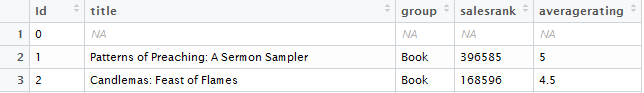 Id title group salesrank averagerating
1 0 NA NA NA NA
2 1 Patterns of Preaching: A Sermon Sampler Book 396585 5
3 2 Candlemas: Feast of Flames Book 168596 4.5